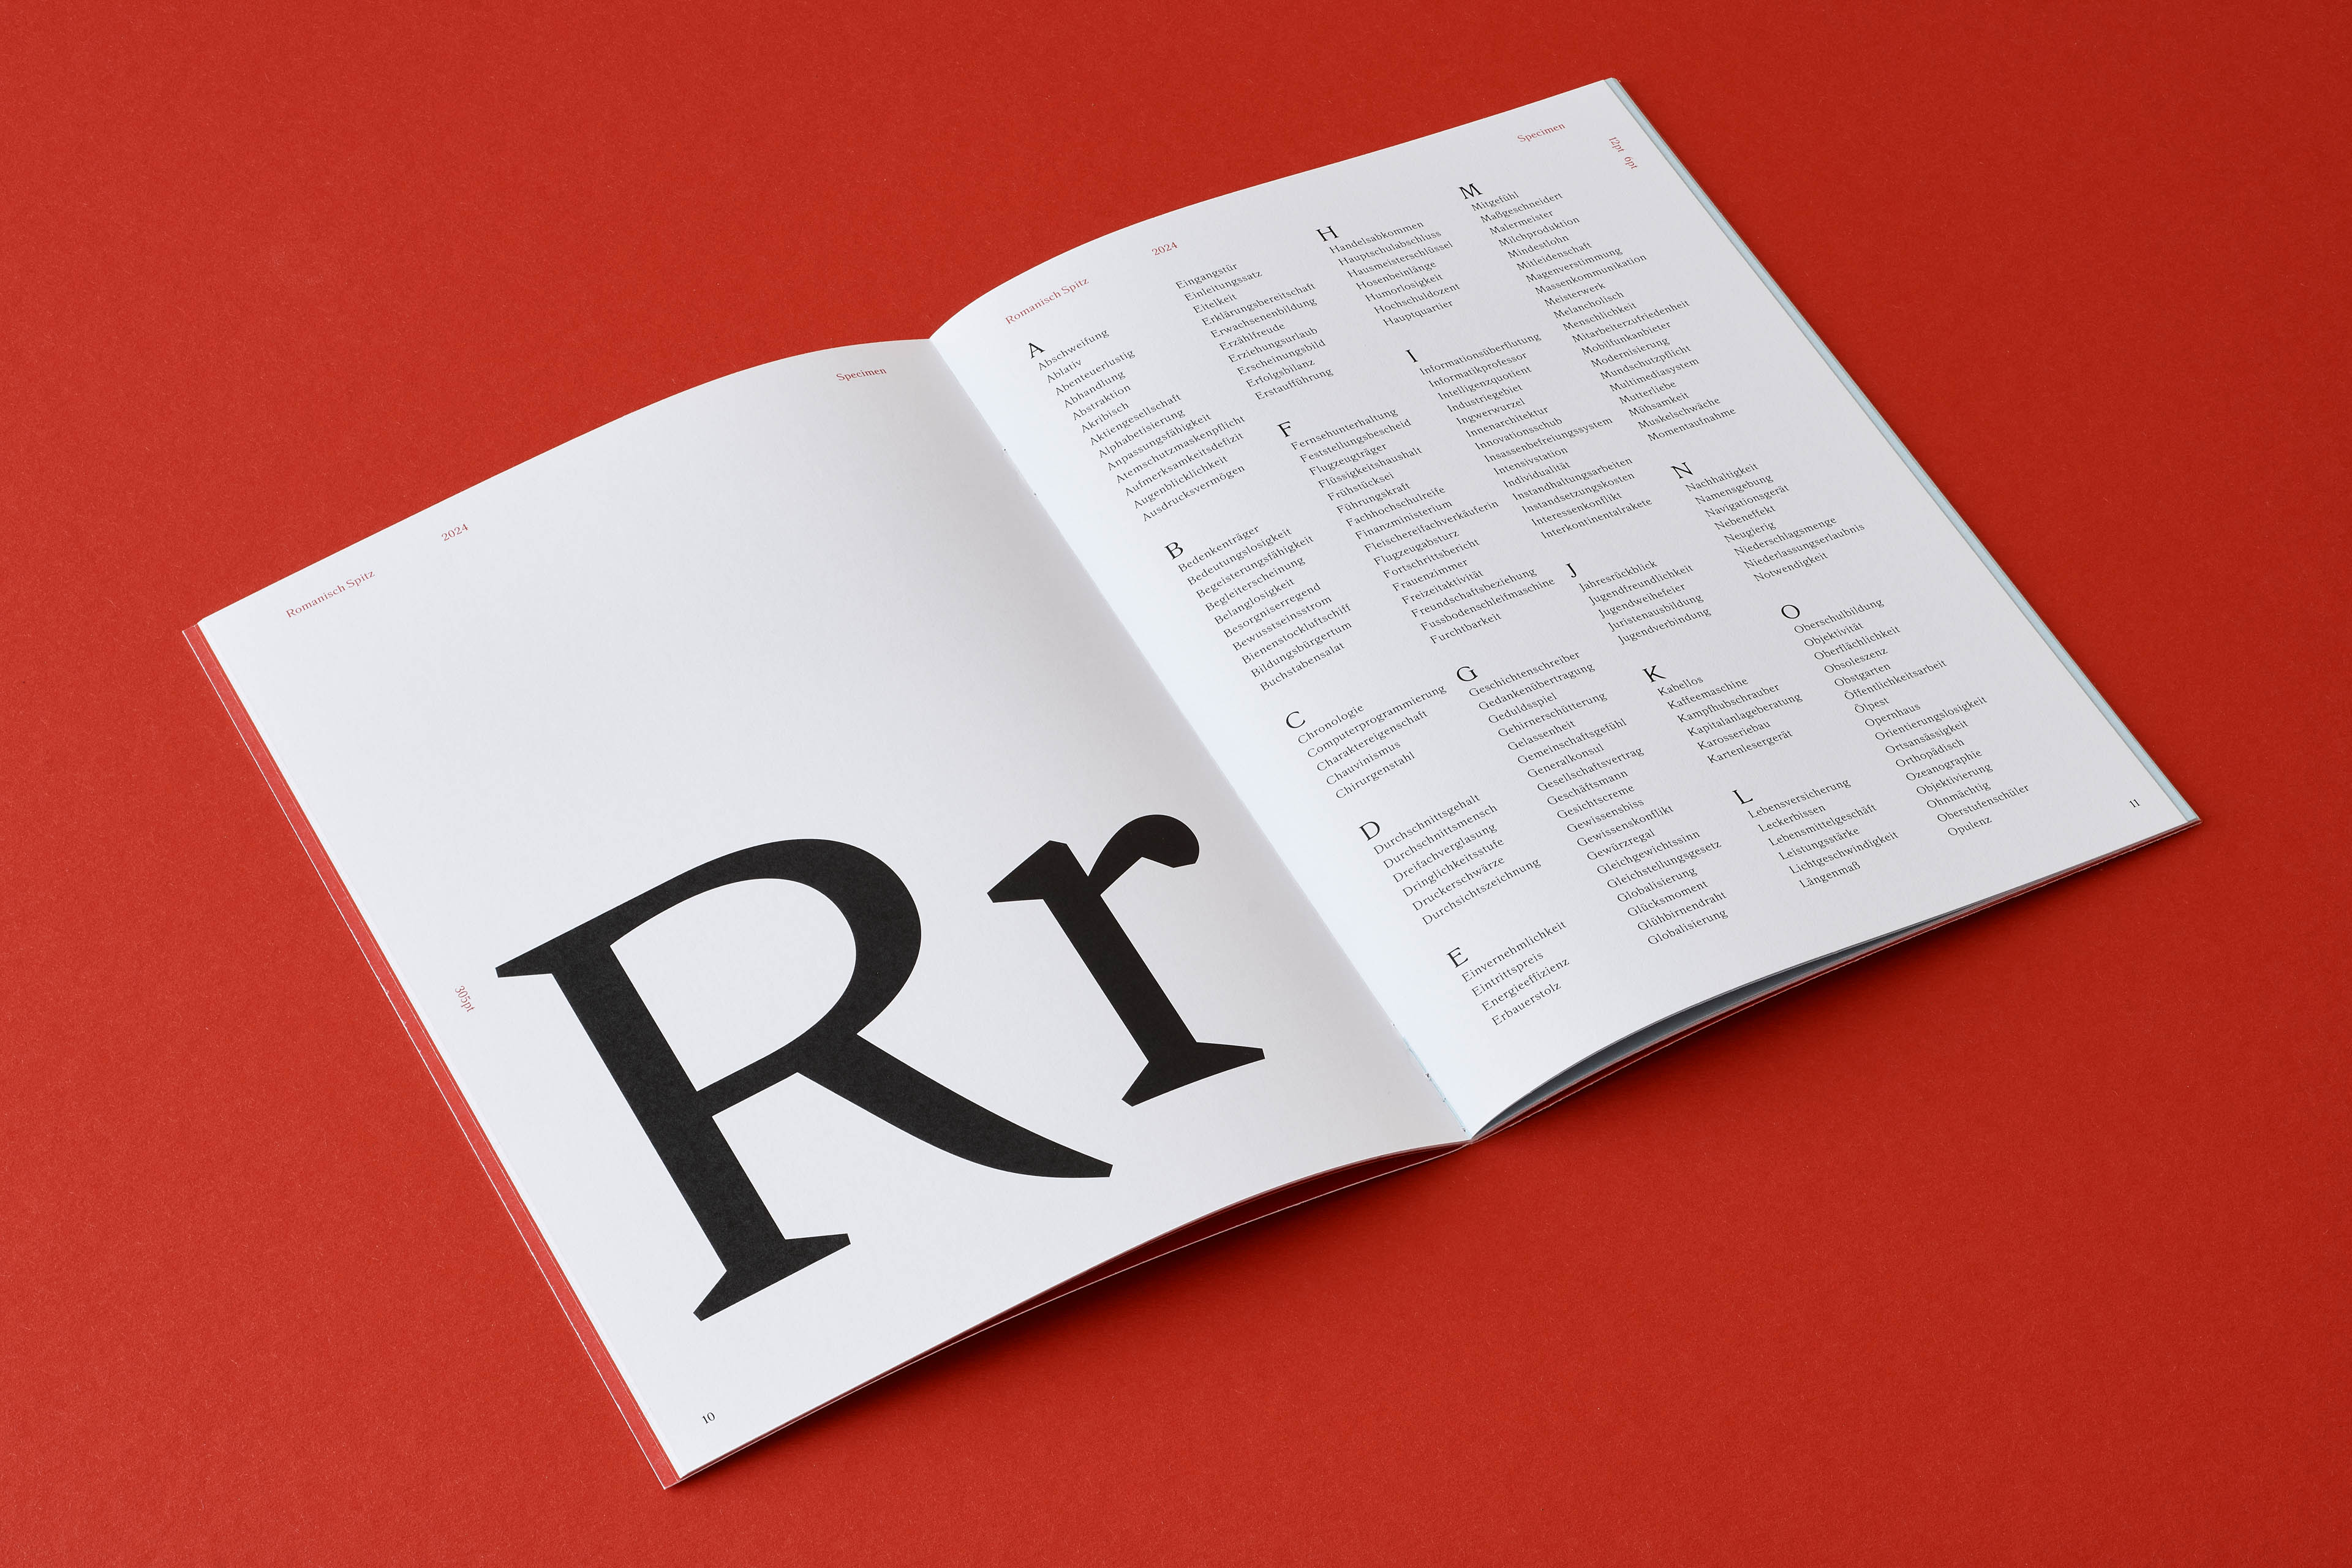 Romanisch Spitz
2024
Specimen
305pt
Rr
10
Romanisch Spitz
2024
Specimen
12pt 0pt
A
Abschweifung
Ablativ
Abenteuerlustig
Abhandlung
Abstraktion
Akribisch
Aktiengesellschaft
Alphabetisierung
Anpassungsfähigkeit
Atemschutzmaskenpflicht
Aufmerksamkeitsdefizit
Augenblicklichkeit
Ausdrucksvermögen
B
Bedenkenträger
Bedeutungslosigkeit
Begeisterungsfähigkeit
Begleiterscheinung
Belanglosigkeit
Besorgniserregend
Bewusstseinsstrom
Bienenstockluftschiff
Bildungsbürgertum
Buchstabensalat
C
Chronologie
Computerprogrammierung
Charaktereigenschaft
Chauvinismus
Chirurgenstahl
D
Durchschnittsgehalt
Durchschnittsmensch
Dreifachverglasung
Dringlichkeitsstufe
Druckerschwärze
Durchsichtszeichnung
E
Einvernehmlichkeit
Eintrittspreis
Energieeffizienz
Erbauerstolz
Eingangstür
Einleitungssatz
Eitelkeit
Erklärungsbereitschaft
Erwachsenenbildung
Erzählfreude
Erziehungsurlaub
Erscheinungsbild
Erfolgsbilanz
Erstaufführung
F
Fernsehunterhaltung
Feststellungsbescheid
Flugzeugträger
Flüssigkeitshaushalt
Frühstücksei
Führungskraft
Fachhochschulreife
Finanzministerium
Fleischereifachverkäuferin
Flugzeugabsturz
Fortschrittsbericht
Frauenzimmer
Freizeitaktivität
Freundschaftsbeziehung
Fussbodenschleifmaschine
Furchtbarkeit
G
Geschichtenschreiber
Gedankenübertragung
Geduldsspiel
Gehirnerschütterung
Gelassenheit
Gemeinschaftsgefühl
Generalkonsul
Gesellschaftsvertrag
Geschäftsmann
Gesichtscreme
Gewissensbiss
Gewissenskonflikt
Gewürzregal
Gleichgewichtssinn
Gleichstellungsgesetz
Globalisierung
Glücksmoment
Glühbirnendraht
Globalisierung
H
Handelsabkommen
Hauptschulabschluss
Hausmeisterschlüssel
Hosenbeinlänge
Humorlosigkeit
Hochschuldozent
Hauptquartier
I
Informationsüberflutung
Informatikprofessor
Intelligenzquotient
Industriegebiet
Ingwerwurzel
Innenarchitektur
Innovationsschub
Insassenbefreiungssystem
Intensivstation
Individualität
Instandhaltungsarbeiten
Instandsetzungskosten
Interessenkonflikt
Interkontinentalrakete
J
Jahresrückblick
Jugendfreundlichkeit
Jugendweihefeier
Juristenausbildung
Jugendverbindung
K
Kabellos
Kaffeemaschine
Kampfhubschrauber
Kapitalanlageberatung
Karosseriebau
Kartenlesergerät
L
Lebensversicherung
Leckerbissen
Lebensmittelgeschäft
Leistungsstärke
Lichtgeschwindigkeit
Längenmaß
M
Mitgefühl
Maßgeschneidert
Malermeister
Milchproduktion
Mindestlohn
Mitleidenschaft
Magenverstimmung
Massenkommunikation
Meisterwerk
Melancholisch
Menschlichkeit
Mitarbeiterzufriedenheit
Mobilfunkanbieter
Modernisierung
Mundschutzpflicht
Multimediasystem
Mutterliebe
Mühsamkeit
Muskelschwäche
Momentaufnahme
N
Nachhaltigkeit
Namensgebung
Navigationsgerät
Nebeneffekt
Neugierig
Niederschlagsmenge
Niederlassungserlaubnis
Notwendigkeit
O
Oberschulbildung
Objektivität
Oberflächlichkeit
Obsoleszenz
Obstgarten
Öffentlichkeitsarbeit
Ölpest
Opernhaus
Orientierungslosigkeit
Ortsansässigkeit
Orthopädisch
Ozeanographie
Objektivierung
Ohnmächtig
Oberstufenschüler
Opulenz
11